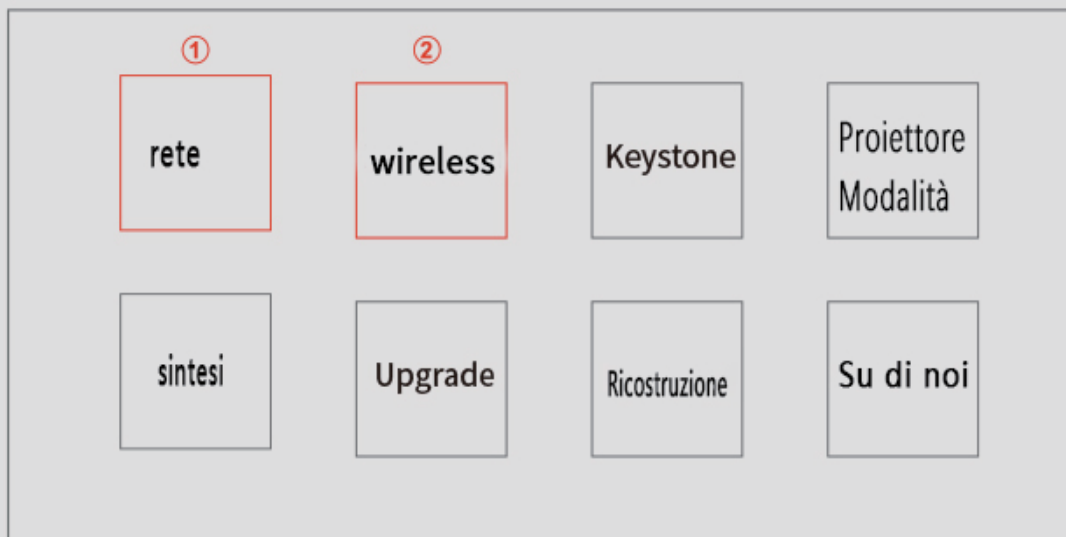 ① ②
rete wireless Keystone Proiettore
Modalità
sintesi Upgrade Ricostruzione Su di noi